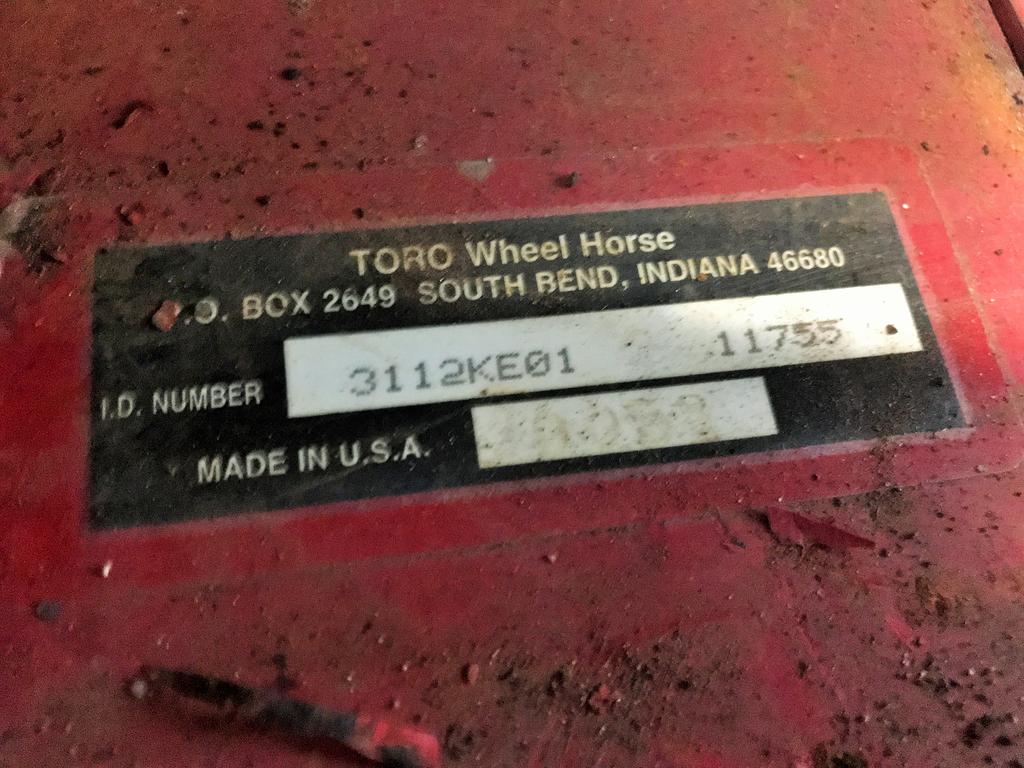 TORO Wheel Horse
.O. BOX 2649 SOUTH BEND, INDIANA 46680
I.D. NUMBER 3112KE01 11755
MADE IN U.S.A.